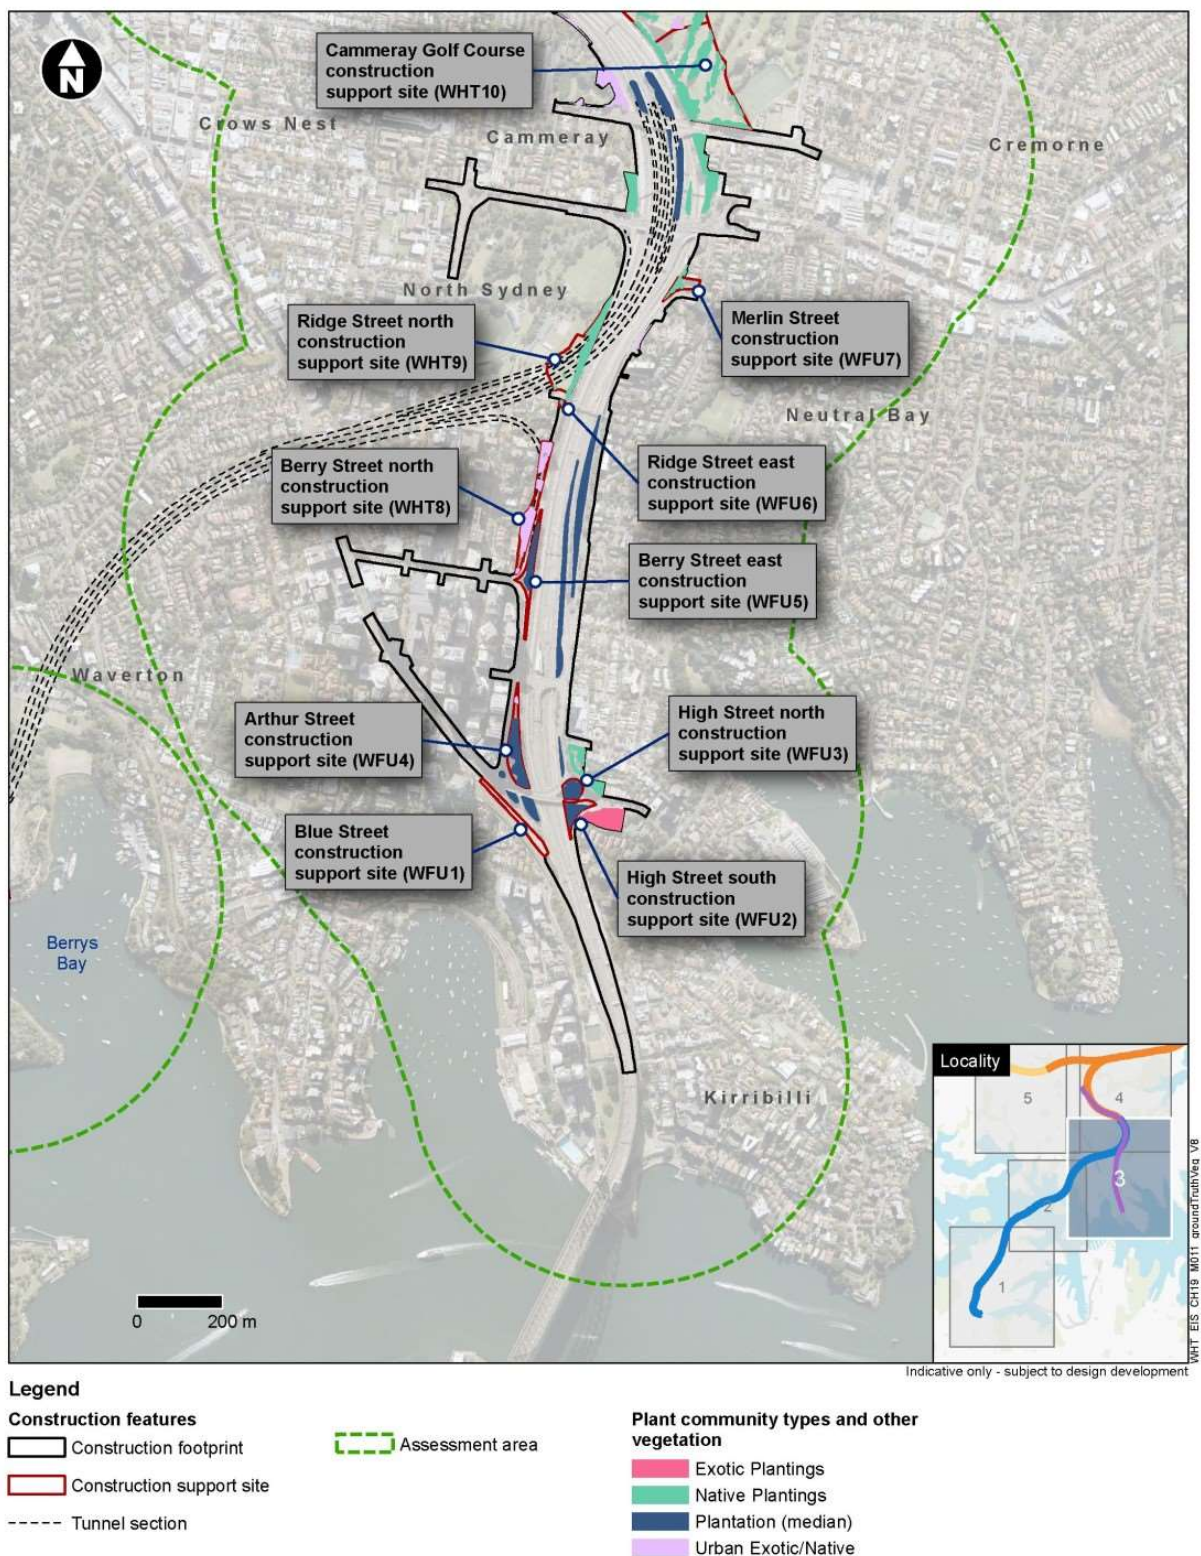 N
Cammeray Golf Course
construction
support site (WHT10)
Crows Nest
Cammeray
Cremorne
North Sydney
Ridge Street north
construction
support site (WHT9)
Merlin Street
construction
support site (WFU7)
Neutral Bay
Berry Street north
construction
support site (WHT8)
Ridge Street east
construction
support site (WFU6)
Berry Street east
construction
support site (WFU5)
Waverton
Arthur Street
construction
support site (WFU4)
High Street north
construction
support site (WFU3)
Blue Street
construction
support site (WFU1)
High Street south
construction
support site (WFU2)
Berrys
Bay
Kirribilli
Locality
5
4
3
2
1
0 200 m
WHT_EIS_CH19_M011_groundTruthVeg_V8
Indicative only - subject to design development
Legend
Construction features
Construction footprint
Construction support site
Tunnel section
Assessment area
Plant community types and other
vegetation
Exotic Plantings
Native Plantings
Plantation (median)
Urban Exotic/Native